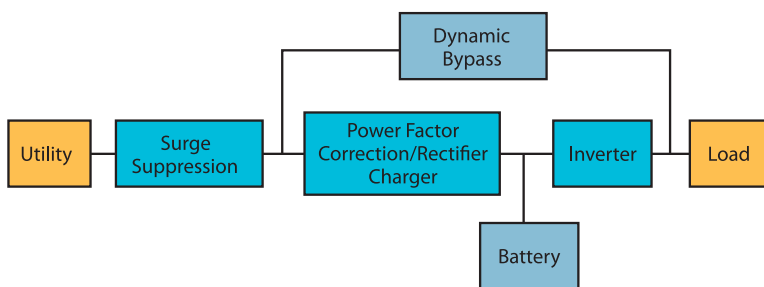 Dynamic
Bypass
Utility
Surge
Suppression
Power Factor
Correction/Rectifier
Charger
Inverter
Load
Battery